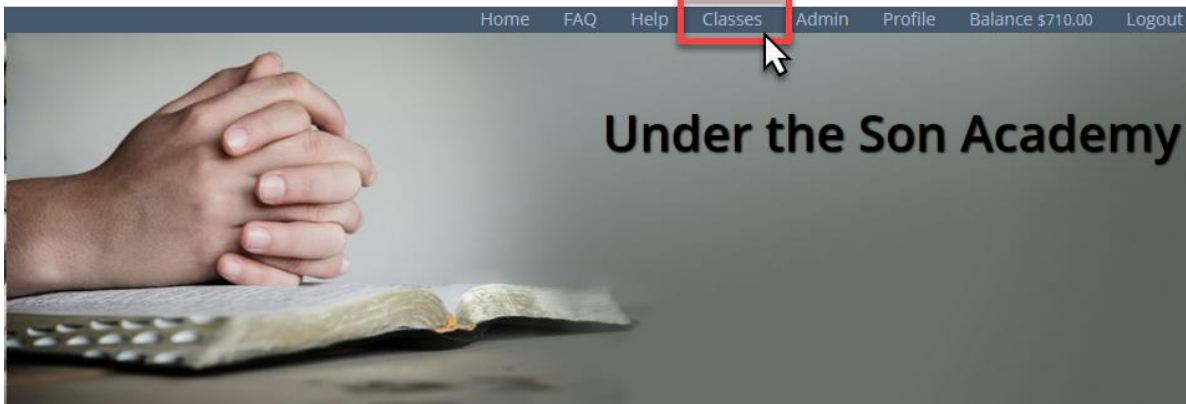 Home FAQ Help Classes Admin Profile Balance $710.00 Logout
Under the Son Academy